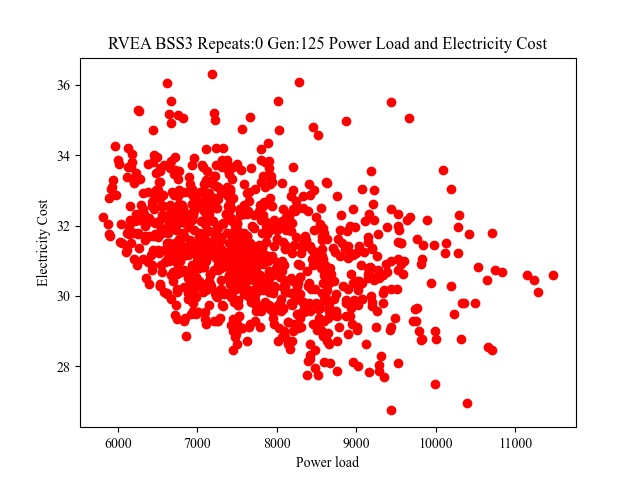 RVEA BSS3 Repeats:0 Gen:125 Power Load and Electricity Cost
36
34
32
30
28
Electricity Cost
6000 7000 8000 9000 10000 11000
Power load